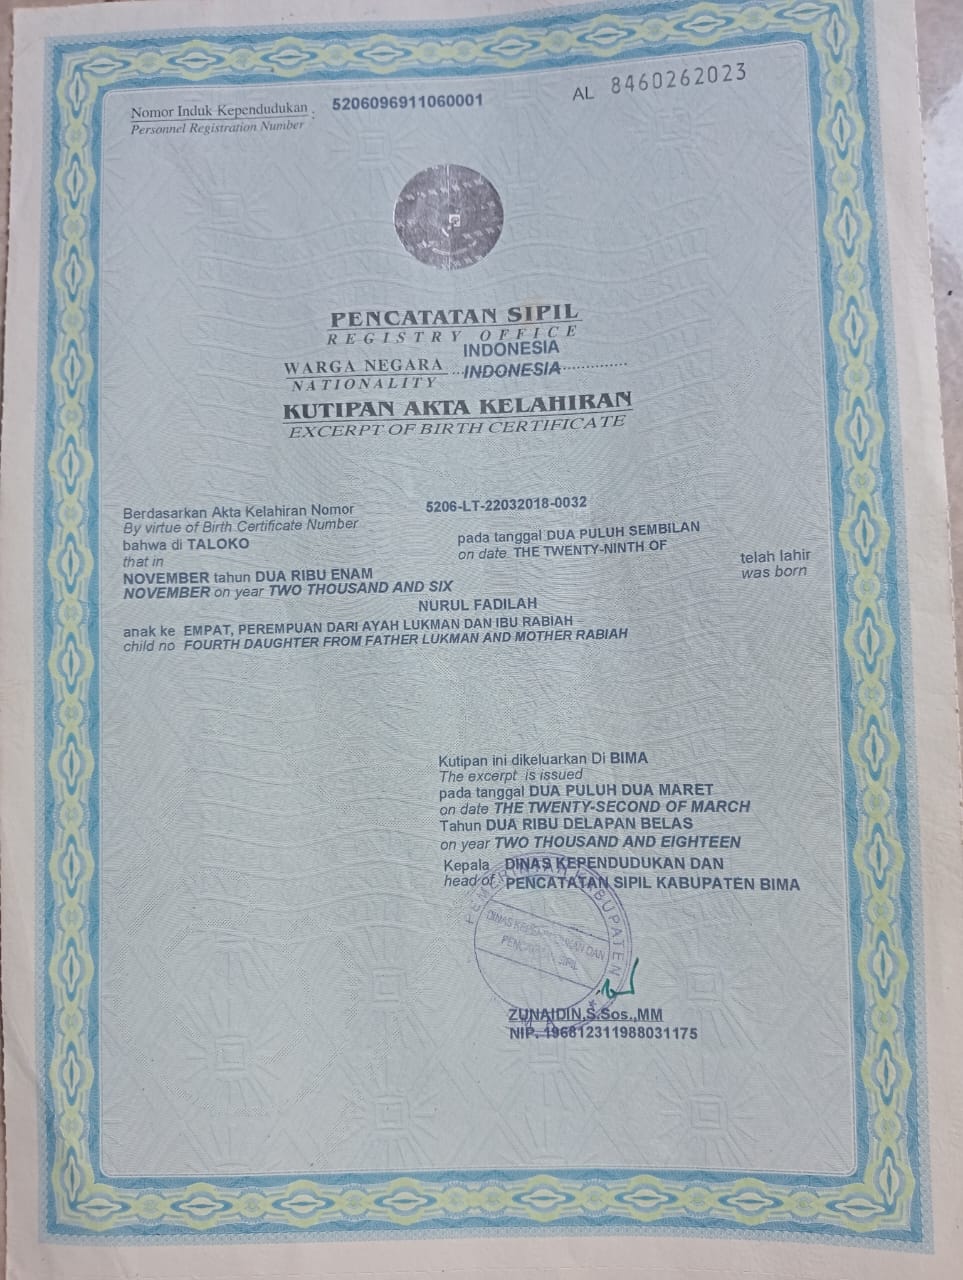 Nomor Induk Kependudukan : 5206096911060001
Personnel Registration Number
AL 8460262023
PENCATATAN SIPIL
REGISTRY OFFICE
INDONESIA
WARGA NEGARA
INDONESIA
NATIONALITY
KUTIPAN AKTA KELAHIRAN
EXCERPT OF BIRTH CERTIFICATE
Berdasarkan Akta Kelahiran Nomor 5206-LT-22032018-0032
By virtue of Birth Certificate Number
bahwa di TALOKO pada tanggal DUA PULUH SEMBILAN
that in on date THE TWENTY-NINTH OF
telah lahir
was born
NOVEMBER tahun DUA RIBU ENAM
NOVEMBER on year TWO THOUSAND AND SIX
NURUL FADILAH
anak ke EMPAT, PEREMPUAN DARI AYAH LUKMAN DAN IBU RABIAH
child no FOURTH DAUGHTER FROM FATHER LUKMAN AND MOTHER RABIAH
Kutipan ini dikeluarkan Di BIMA
The excerpt is issued
pada tanggal DUA PULUH DUA MARET
on date THE TWENTY-SECOND OF MARCH
Tahun DUA RIBU DELAPAN BELAS
on year TWO THOUSAND AND EIGHTEEN
Kepala DINAS KEPENDUDUKAN DAN
head of PENCATATAN SIPIL KABUPATEN BIMA
PEMERINTAH KABUPATEN
DINAS KEPENDUDUKAN DAN
PENCATATAN SIPIL
ZUNAIDIN,S.Sos.,MM
NIP. 196812311988031175